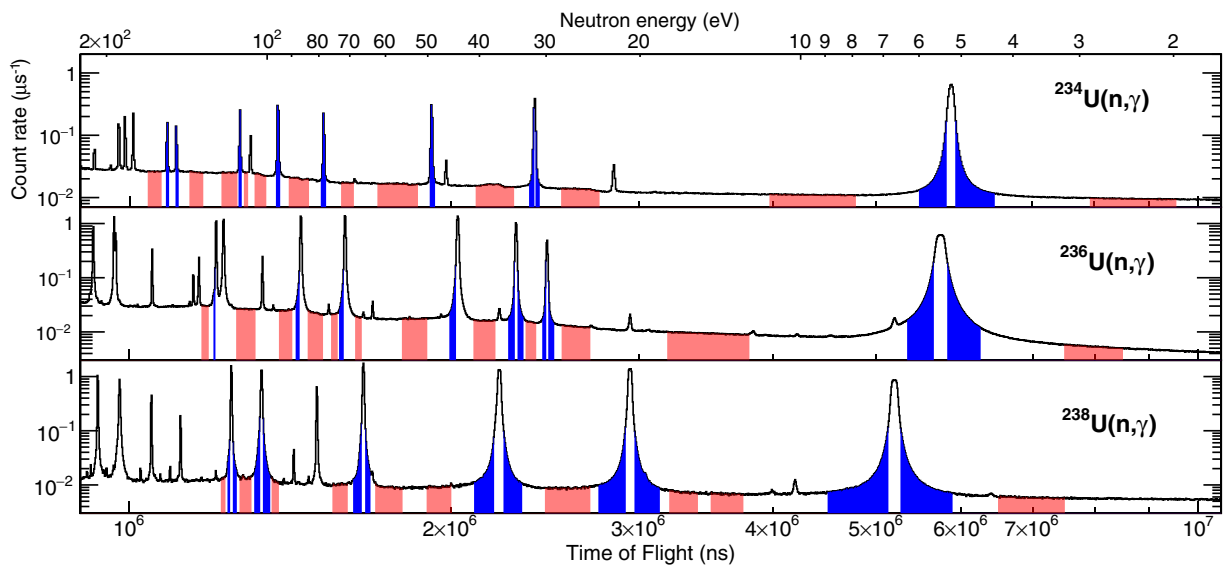 Neutron energy (eV)
2×10² 10² 80 70 60 50 40 30 20 10 9 8 7 6 5 4 3 2
Count rate (μs⁻¹)
1
10⁻¹
10⁻²
²³⁴U(n,γ)
1
10⁻¹
10⁻²
²³⁶U(n,γ)
1
10⁻¹
10⁻²
²³⁸U(n,γ)
10⁶ 2×10⁶ 3×10⁶ 4×10⁶ 5×10⁶ 6×10⁶ 7×10⁶ 10⁷
Time of Flight (ns)